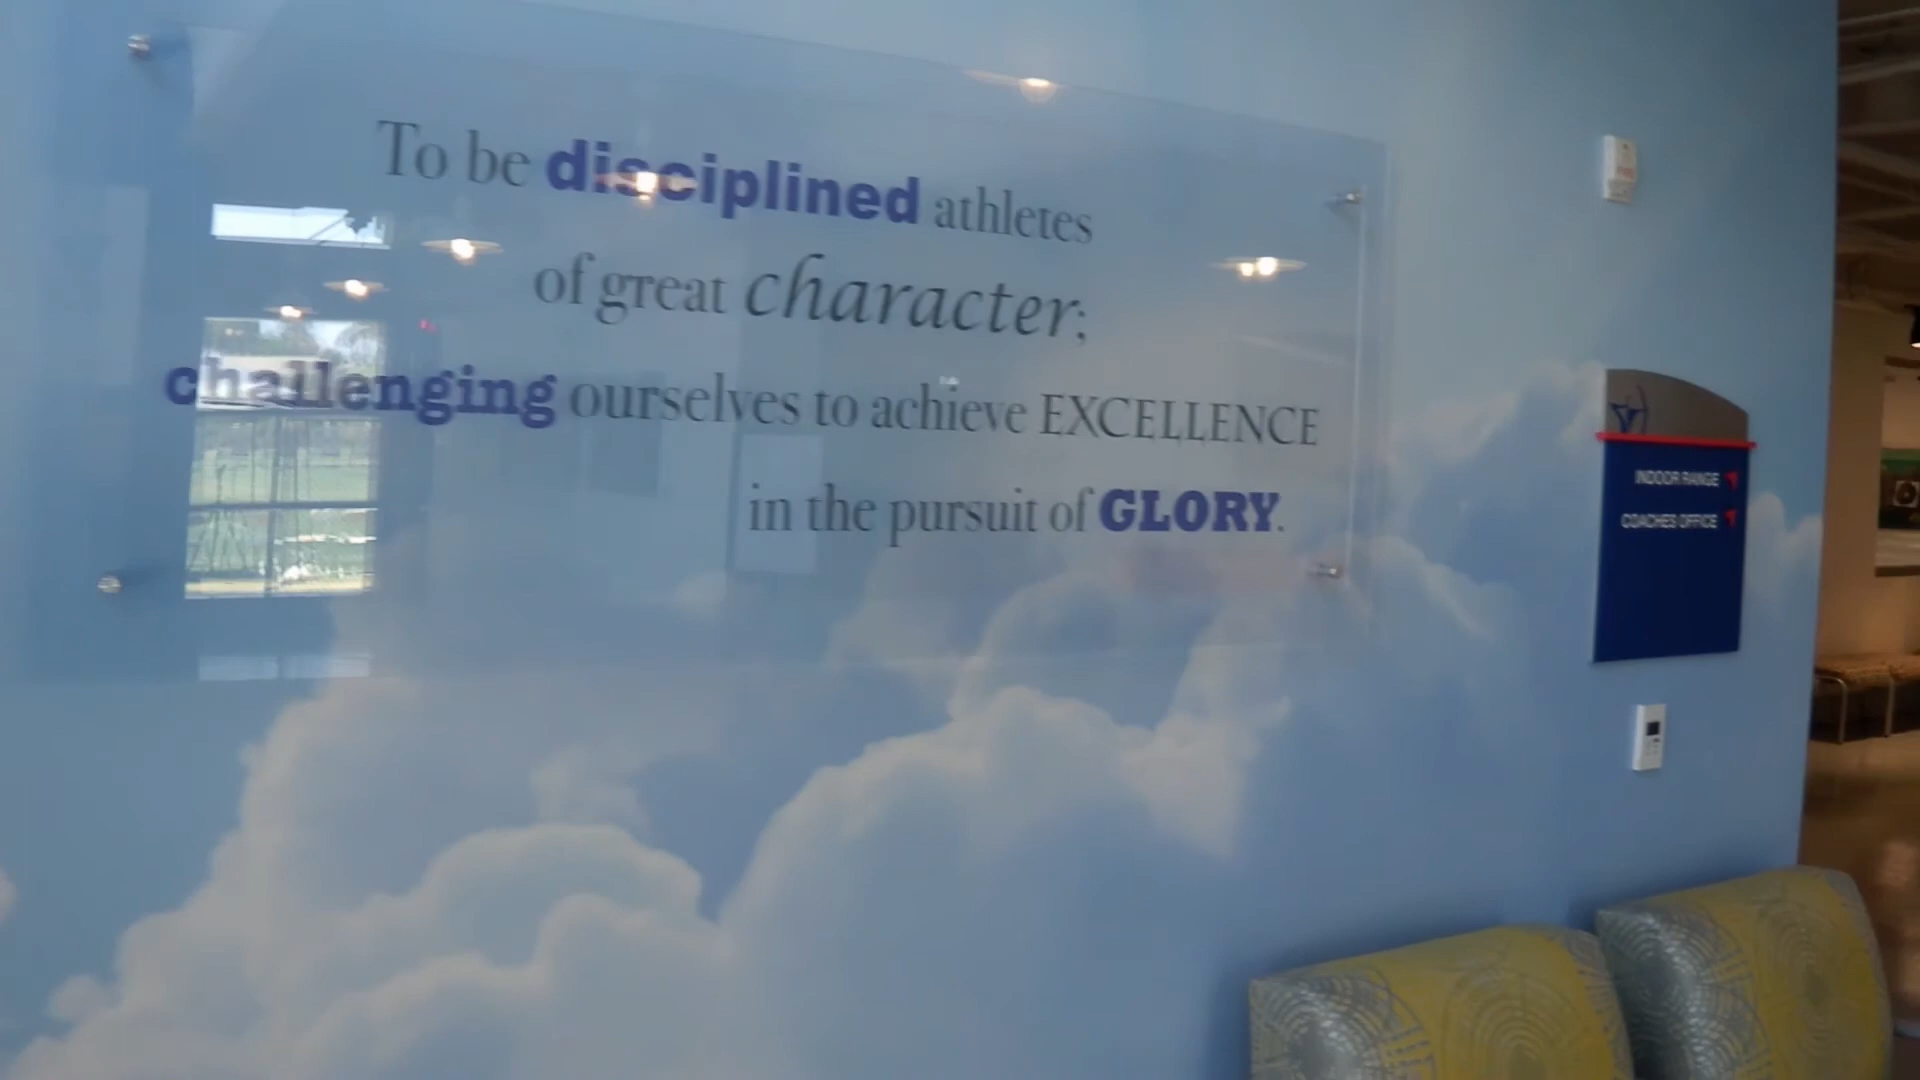 To be disciplined athletes
of great character;
challenging ourselves to achieve EXCELLENCE
in the pursuit of GLORY.
INDOOR RANGE
COACHES OFFICE